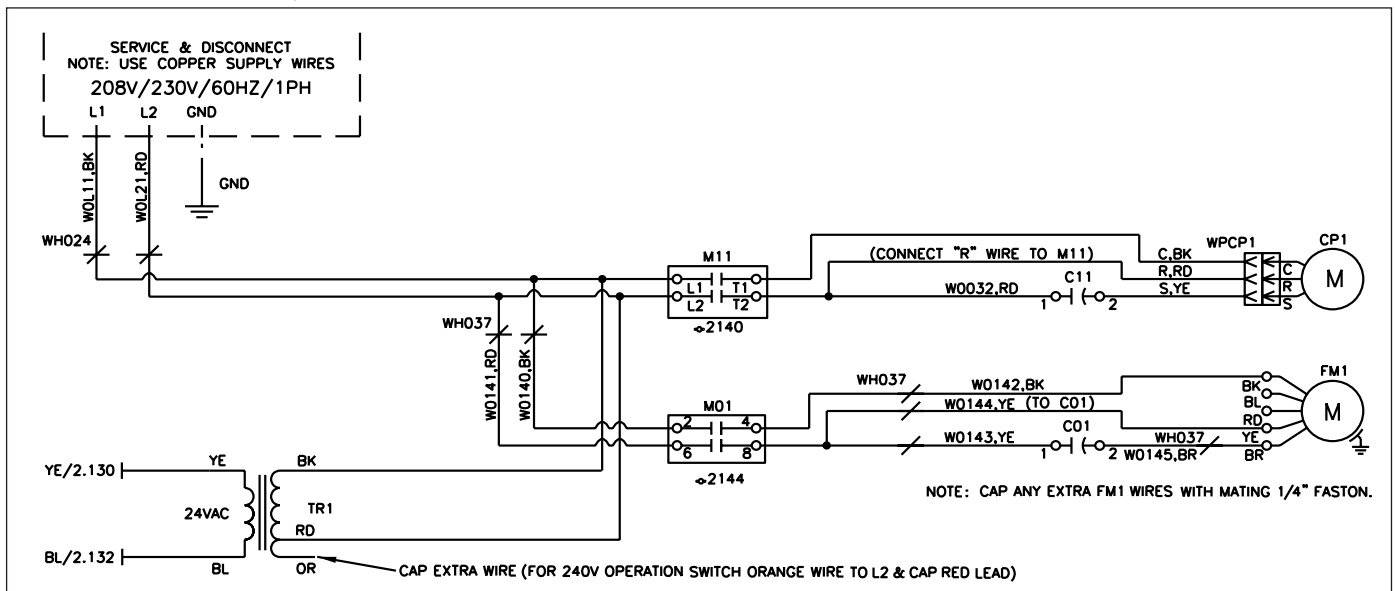 SERVICE & DISCONNECT
NOTE: USE COPPER SUPPLY WIRES
208V/230V/60HZ/1PH
L1 L2 GND
W0L11,BK
W0L21,RD
GND
WH024
M11
L1 T1
L2 T2
2140
(CONNECT "R" WIRE TO M11)
W0032,RD
C11
1 2
C,BK
R,RD
S,YE
WPCP1
C
R
S
CP1
M
WH037
W0141,RD
W0140,BK
M01
2 4
6 8
2144
WH037
W0142,BK
W0144,YE (TO C01)
W0143,YE
C01
1 2
WH037
W0145,BR
BK
BL
RD
YE
BR
FM1
M
NOTE: CAP ANY EXTRA FM1 WIRES WITH MATING 1/4" FASTON.
YE/2.130
YE
BK
24VAC
TR1
RD
BL/2.132
BL
OR
CAP EXTRA WIRE (FOR 240V OPERATION SWITCH ORANGE WIRE TO L2 & CAP RED LEAD)